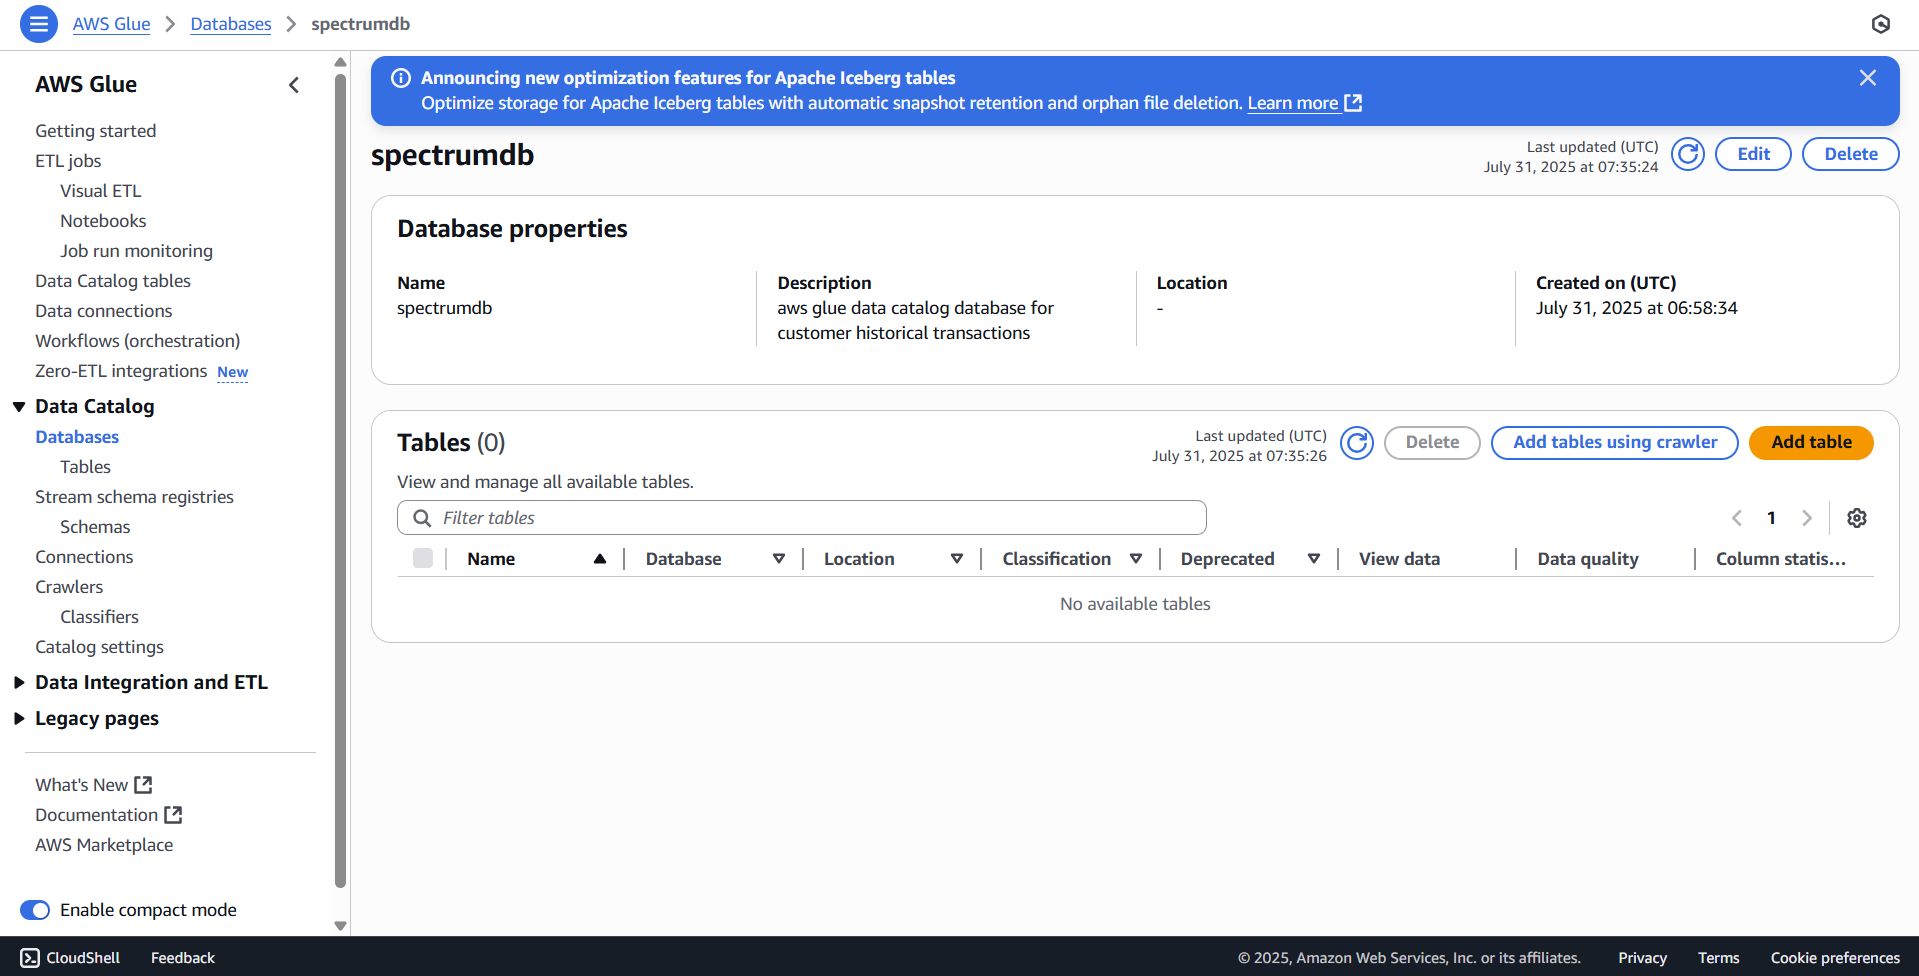 AWS Glue > Databases > spectrumdb
AWS Glue
Getting started
ETL jobs
Visual ETL
Notebooks
Job run monitoring
Data Catalog tables
Data connections
Workflows (orchestration)
Zero-ETL integrations New
Data Catalog
Databases
Tables
Stream schema registries
Schemas
Connections
Crawlers
Classifiers
Catalog settings
Data Integration and ETL
Legacy pages
What's New
Documentation
AWS Marketplace
Enable compact mode
Announcing new optimization features for Apache Iceberg tables
Optimize storage for Apache Iceberg tables with automatic snapshot retention and orphan file deletion. Learn more
spectrumdb
Last updated (UTC)
July 31, 2025 at 07:35:24
Edit
Delete
Database properties
Name
spectrumdb
Description
aws glue data catalog database for
customer historical transactions
Location
-
Created on (UTC)
July 31, 2025 at 06:58:34
Tables (0)
Last updated (UTC)
July 31, 2025 at 07:35:26
Delete
Add tables using crawler
Add table
View and manage all available tables.
Filter tables
1
Name Database Location Classification Deprecated View data Data quality Column statis...
No available tables
CloudShell Feedback © 2025, Amazon Web Services, Inc. or its affiliates. Privacy Terms Cookie preferences